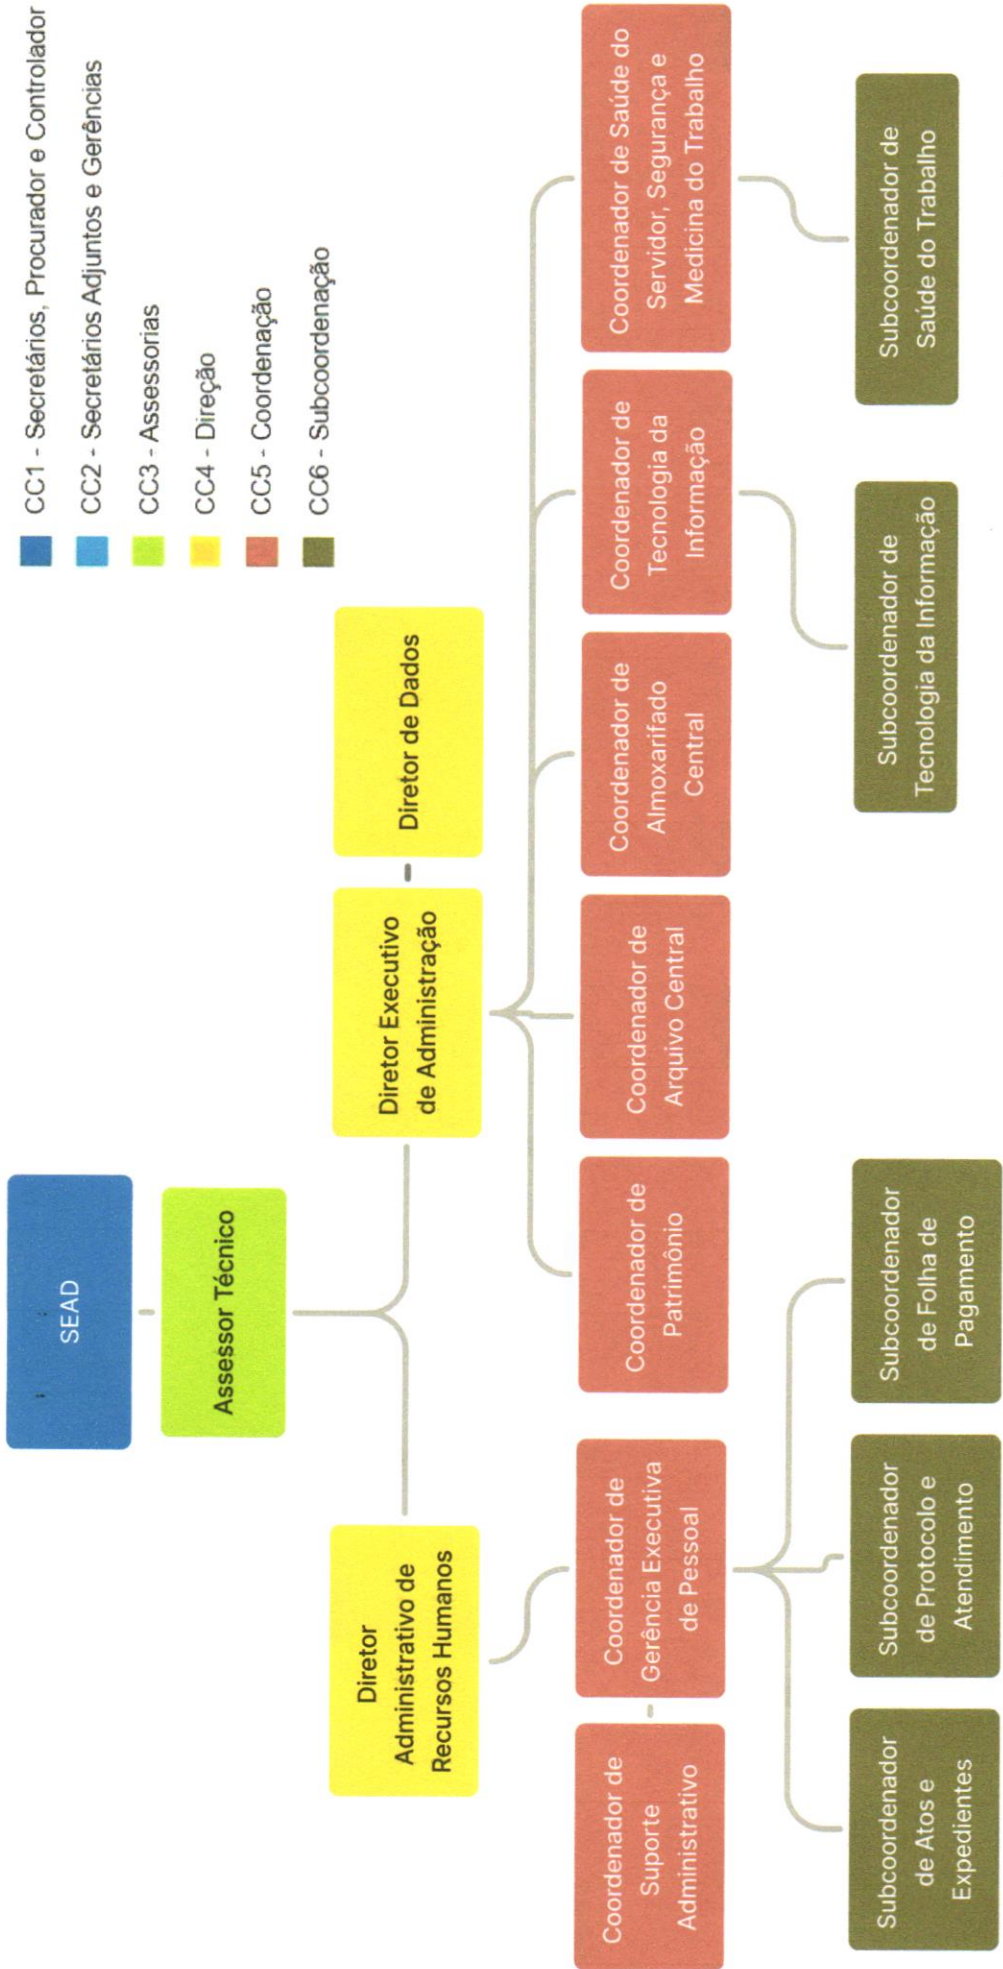 CC1 - Secretários, Procurador e Controlador
CC2 - Secretários Adjuntos e Gerências
CC3 - Assessorias
CC4 - Direção
CC5 - Coordenação
CC6 - Subcoordenação
SEAD
Assessor Técnico
Diretor
Administrativo de
Recursos Humanos
Diretor Executivo
de Administração
Diretor de Dados
Coordenador de
Suporte
Administrativo
Coordenador de
Gerência Executiva
de Pessoal
Coordenador de
Patrimônio
Coordenador de
Arquivo Central
Coordenador de
Almoxarifado
Central
Coordenador de
Tecnologia da
Informação
Coordenador de Saúde do
Servidor, Segurança e
Medicina do Trabalho
Subcoordenador
de Atos e
Expedientes
Subcoordenador
de Protocolo e
Atendimento
Subcoordenador
de Folha de
Pagamento
Subcoordenador de
Tecnologia da Informação
Subcoordenador de
Saúde do Trabalho